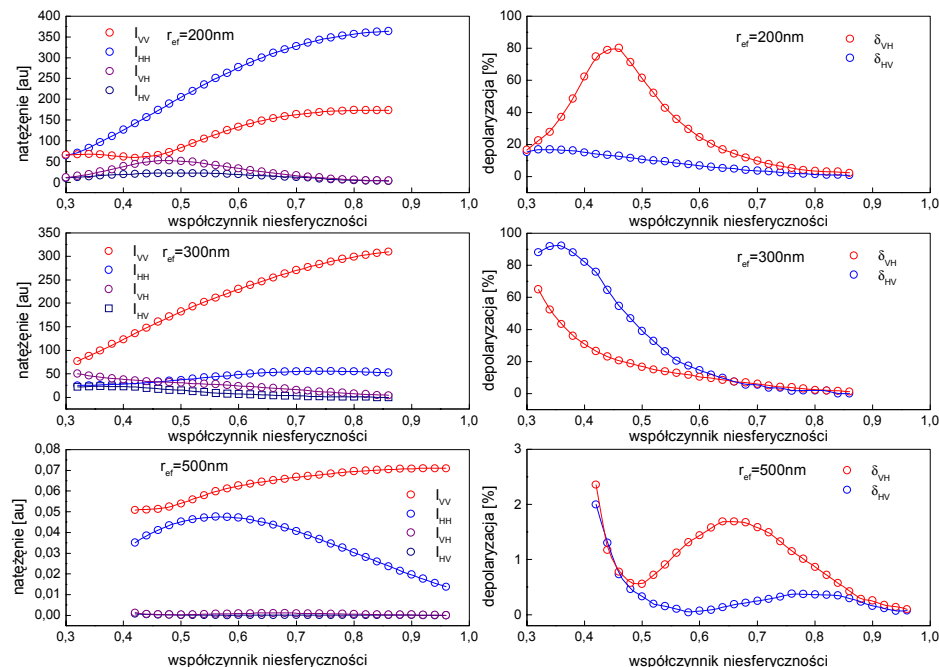 400
350
300
250
200
150
100
50
0
natężenie [au]
I_VV
I_HH
I_VH
I_HV
r_ef=200nm
0,3 0,4 0,5 0,6 0,7 0,8 0,9 1,0
współczynnik niesferyczności
100
80
60
40
20
0
depolaryzacja [%]
r_ef=200nm
δ_VH
δ_HV
0,3 0,4 0,5 0,6 0,7 0,8 0,9 1,0
współczynnik niesferyczności
350
300
250
200
150
100
50
0
natężenie [au]
r_ef=300nm
I_VV
I_HH
I_VH
I_HV
0,3 0,4 0,5 0,6 0,7 0,8 0,9 1,0
współczynnik niesferyczności
100
80
60
40
20
0
depolaryzacja [%]
r_ef=300nm
δ_VH
δ_HV
0,3 0,4 0,5 0,6 0,7 0,8 0,9 1,0
współczynnik niesferyczności
0,08
0,07
0,06
0,05
0,04
0,03
0,02
0,01
0,00
natężenie [au]
r_ef=500nm
I_VV
I_HH
I_VH
I_HV
0,3 0,4 0,5 0,6 0,7 0,8 0,9 1,0
współczynnik niesferyczności
3
2
1
0
depolaryzacja [%]
r_ef=500nm
δ_VH
δ_HV
0,3 0,4 0,5 0,6 0,7 0,8 0,9 1,0
współczynnik niesferyczności